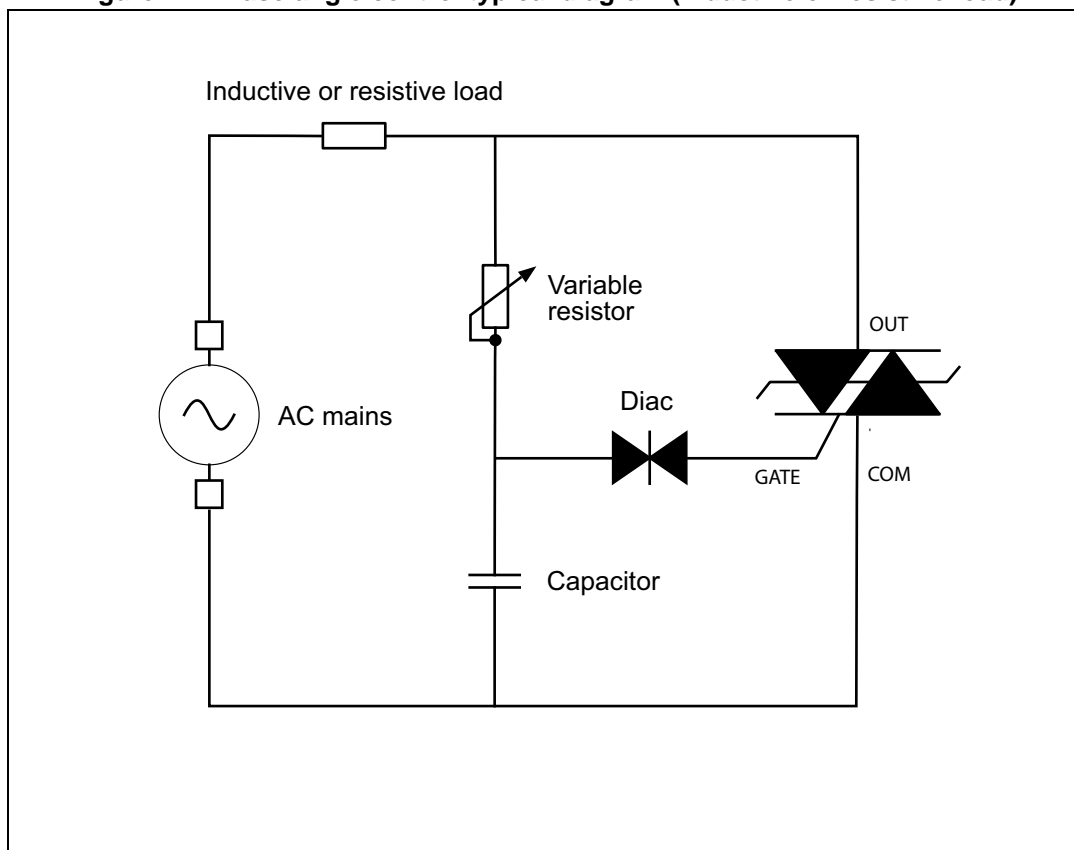 Inductive or resistive load
Variable
resistor
OUT
Diac
AC mains
GATE
COM
Capacitor